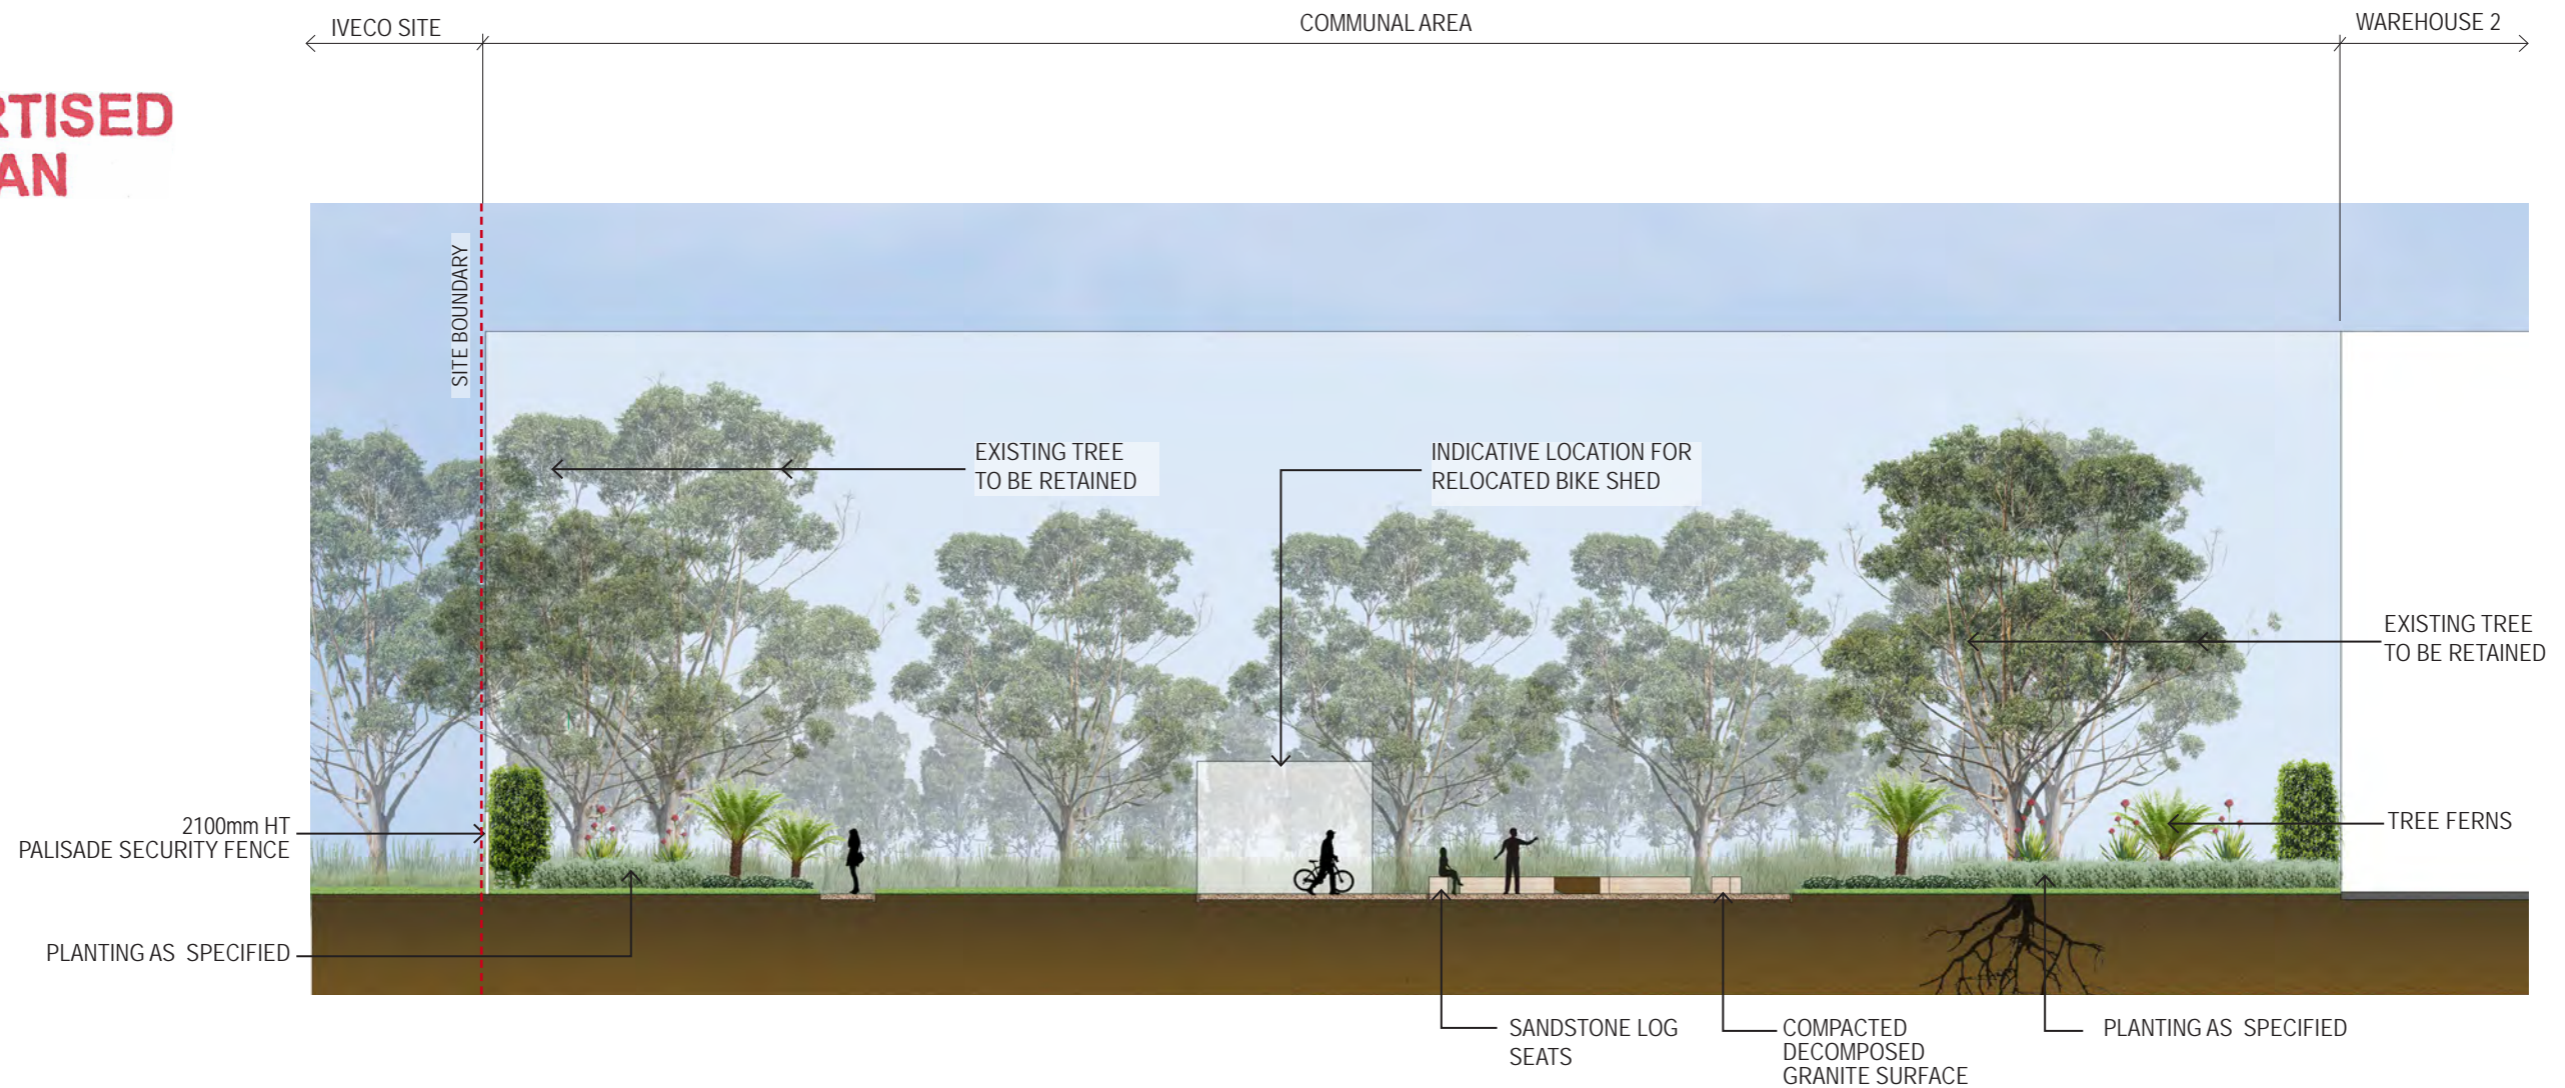 IVECO SITE
COMMUNAL AREA
WAREHOUSE 2
RTISED
AN
SITE BOUNDARY
EXISTING TREE
TO BE RETAINED
INDICATIVE LOCATION FOR
RELOCATED BIKE SHED
EXISTING TREE
TO BE RETAINED
2100mm HT
PALISADE SECURITY FENCE
TREE FERNS
PLANTING AS SPECIFIED
SANDSTONE LOG
SEATS
COMPACTED
DECOMPOSED
GRANITE SURFACE
PLANTING AS SPECIFIED